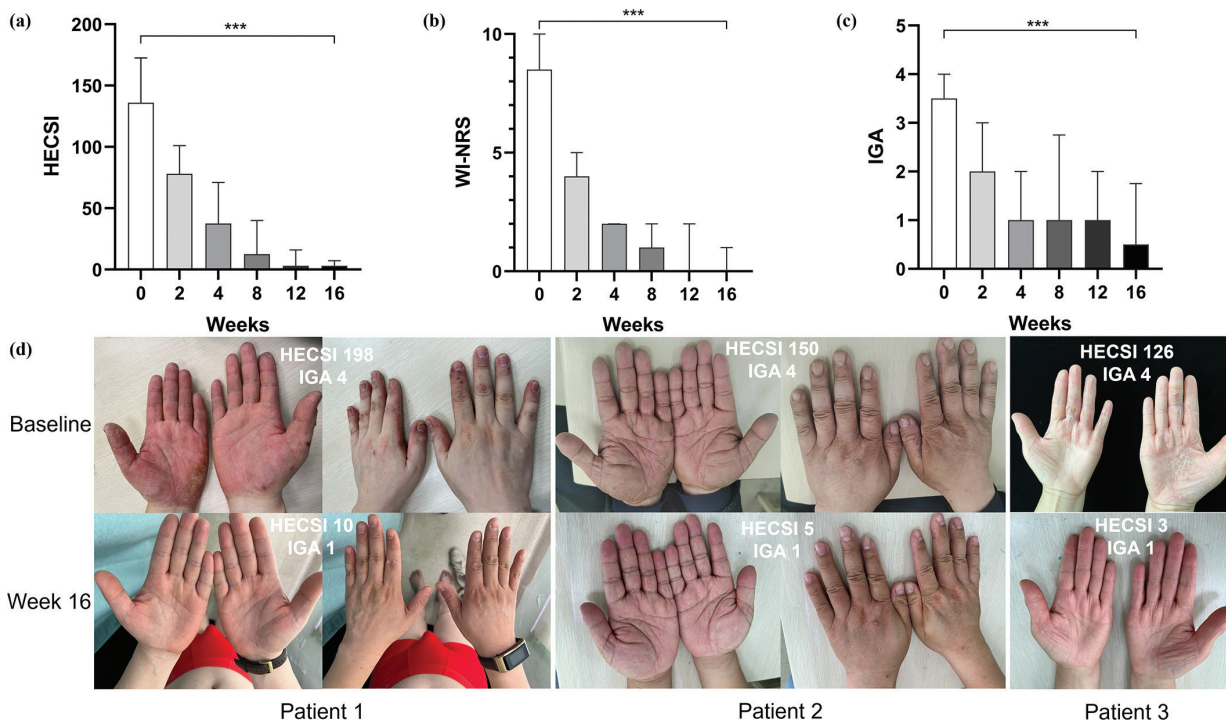 (a)
***
HECSI
200
150
100
50
0
0 2 4 8 12 16
Weeks
(b)
***
WI-NRS
10
5
0
0 2 4 8 12 16
Weeks
(c)
***
IGA
5
4
3
2
1
0
0 2 4 8 12 16
Weeks
(d)
Baseline
HECSI 198
IGA 4
HECSI 150
IGA 4
HECSI 126
IGA 4
Week 16
HECSI 10
IGA 1
HECSI 5
IGA 1
HECSI 3
IGA 1
Patient 1
Patient 2
Patient 3